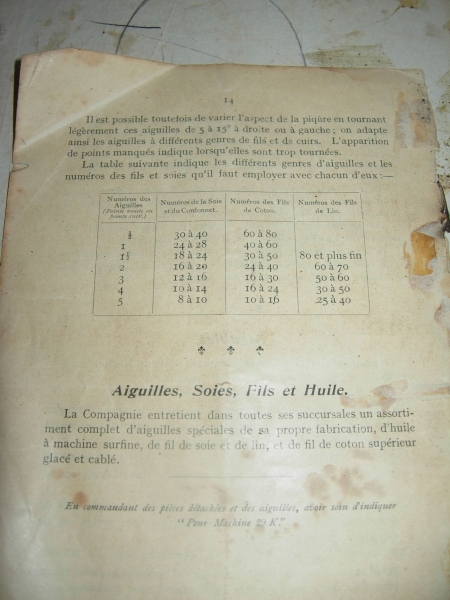 14
Il est possible toutefois de varier l'aspect de la piqûre en tournant
légèrement ces aiguilles de 5 à 15° à droite ou à gauche; on adapte
ainsi les aiguilles à différents genres de fils et de cuirs. L'apparition
de points manqués indique lorsqu'elles sont trop tournées.
La table suivante indique les différents genres d'aiguilles et les
numéros des fils et soies qu'il faut employer avec chacun d'eux:—
Numéros des Aiguilles (Pointe ronde ou Pointe cuir.) Numéros de la Soie et du Cordonnet. Numéros des Fils de Coton. Numéros des Fils de Lin.
½ 30 à 40 60 à 80
1 24 à 28 40 à 60
1½ 18 à 24 30 à 50 80 et plus fin
2 16 à 20 24 à 40 60 à 70
3 12 à 16 16 à 30 50 à 60
4 10 à 14 16 à 24 30 à 50
5 8 à 10 10 à 16 25 à 40
Aiguilles, Soies, Fils et Huile.
La Compagnie entretient dans toutes ses succursales un assorti-
ment complet d'aiguilles spéciales de sa propre fabrication, d'huile
à machine surfine, de fil de soie et de lin, et de fil de coton supérieur
glacé et cablé.
En commandant des pièces détachées et des aiguilles, avoir soin d'indiquer
"Pour Machine 29 K."